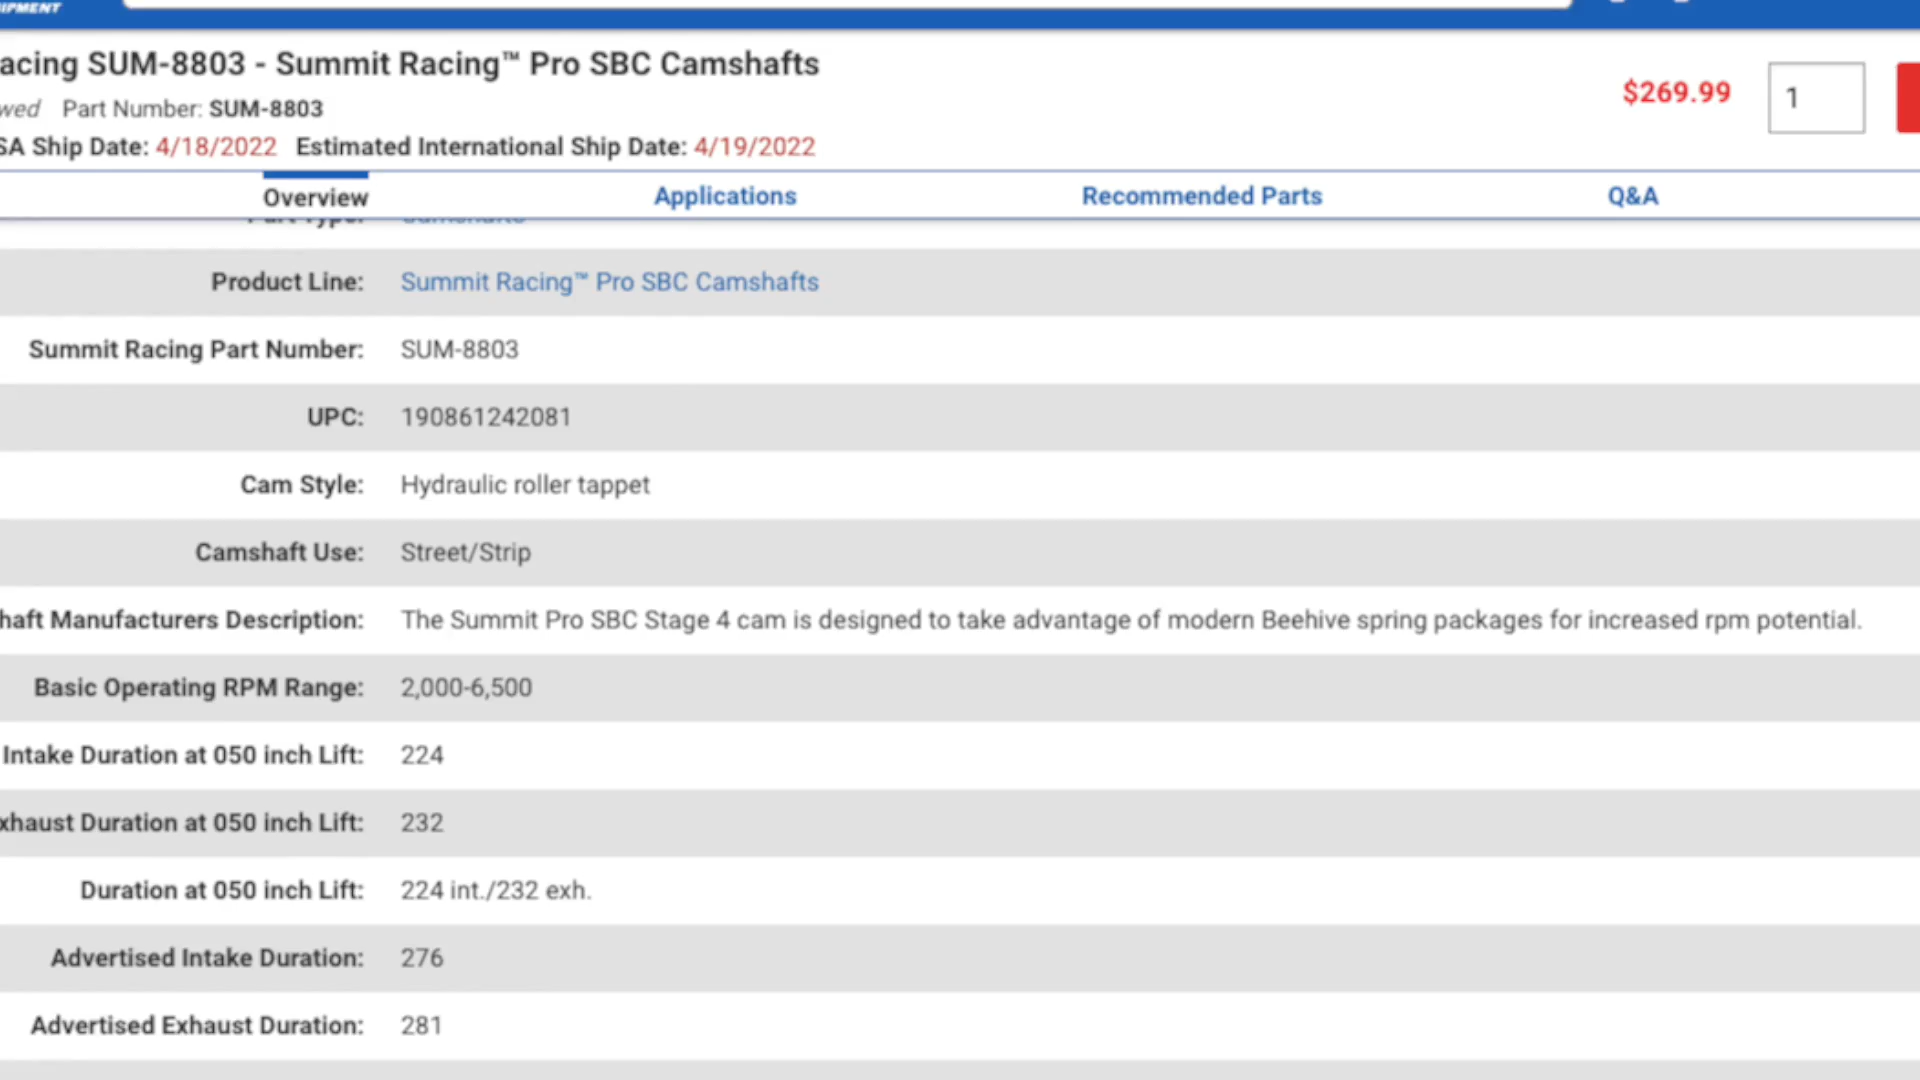 acing SUM-8803 - Summit Racing™ Pro SBC Camshafts
$269.99
1
wed Part Number: SUM-8803
SA Ship Date: 4/18/2022 Estimated International Ship Date: 4/19/2022
Overview Applications Recommended Parts Q&A
Part Type: Camshafts
Product Line: Summit Racing™ Pro SBC Camshafts
Summit Racing Part Number: SUM-8803
UPC: 190861242081
Cam Style: Hydraulic roller tappet
Camshaft Use: Street/Strip
haft Manufacturers Description: The Summit Pro SBC Stage 4 cam is designed to take advantage of modern Beehive spring packages for increased rpm potential.
Basic Operating RPM Range: 2,000-6,500
Intake Duration at 050 inch Lift: 224
xhaust Duration at 050 inch Lift: 232
Duration at 050 inch Lift: 224 int./232 exh.
Advertised Intake Duration: 276
Advertised Exhaust Duration: 281